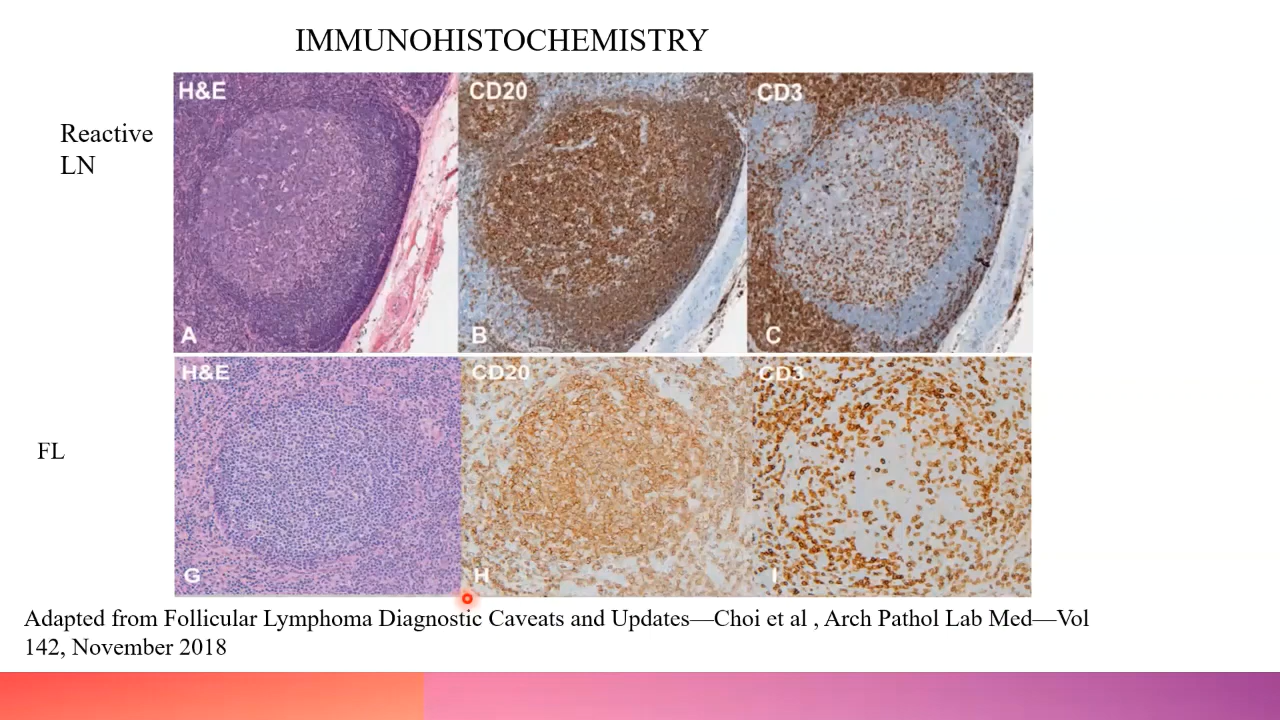 IMMUNOHISTOCHEMISTRY
Reactive
LN
H&E
CD20
CD3
A
B
C
FL
H&E
CD20
CD3
G
H
I
Adapted from Follicular Lymphoma Diagnostic Caveats and Updates—Choi et al , Arch Pathol Lab Med—Vol
142, November 2018